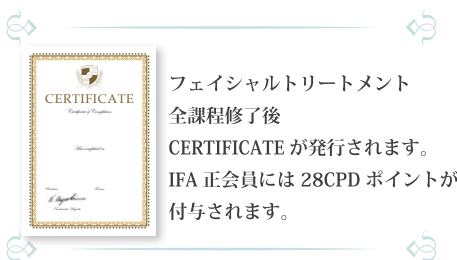 CERTIFICATE
Certificate of Completion
フェイシャルトリートメント
全課程修了後
CERTIFICATEが発行されます。
IFA正会員には28CPDポイントが
付与されます。